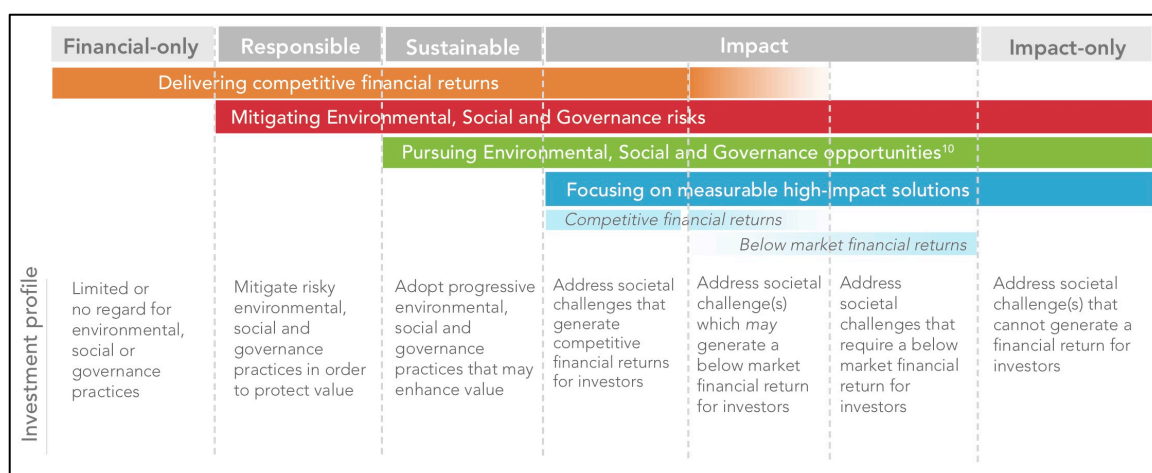 Financial-only
Responsible
Sustainable
Impact
Impact-only
Delivering competitive financial returns
Mitigating Environmental, Social and Governance risks
Pursuing Environmental, Social and Governance opportunities¹⁰
Focusing on measurable high-impact solutions
Competitive financial returns
Below market financial returns
Investment profile
Limited or
no regard for
environmental,
social or
governance
practices
Mitigate risky
environmental,
social and
governance
practices in order
to protect value
Adopt progressive
environmental,
social and
governance
practices that may
enhance value
Address societal
challenges that
generate
competitive
financial returns
for investors
Address societal
challenge(s)
which may
generate a
below market
financial return
for investors
Address
societal
challenges that
require a below
market financial
return for
investors
Address societal
challenge(s) that
cannot generate a
financial return for
investors